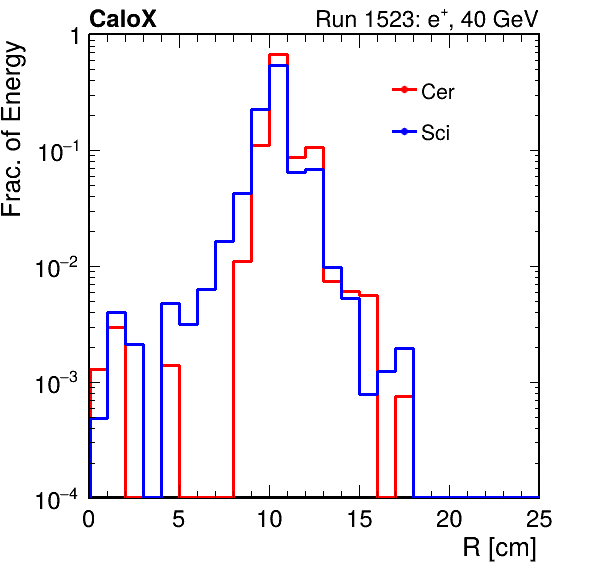 CaloX Run 1523: e⁺, 40 GeV
Frac. of Energy
1
10⁻¹
10⁻²
10⁻³
10⁻⁴
Cer
Sci
0 5 10 15 20 25
R [cm]